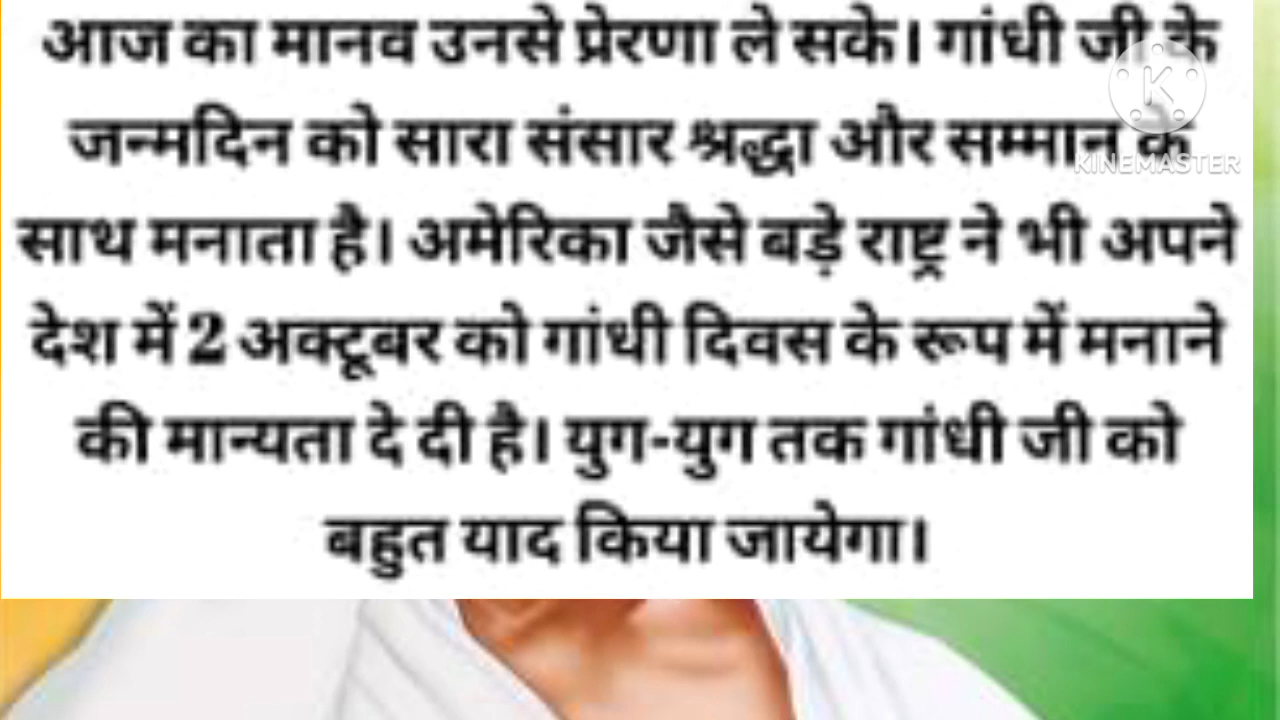 आज का मानव उनसे प्रेरणा ले सके। गांधी जी के
जन्मदिन को सारा संसार श्रद्धा और सम्मान के
साथ मनाता है। अमेरिका जैसे बड़े राष्ट्र ने भी अपने
देश में 2 अक्टूबर को गांधी दिवस के रूप में मनाने
की मान्यता दे दी है। युग-युग तक गांधी जी को
बहुत याद किया जायेगा।
K
KINEMASTER